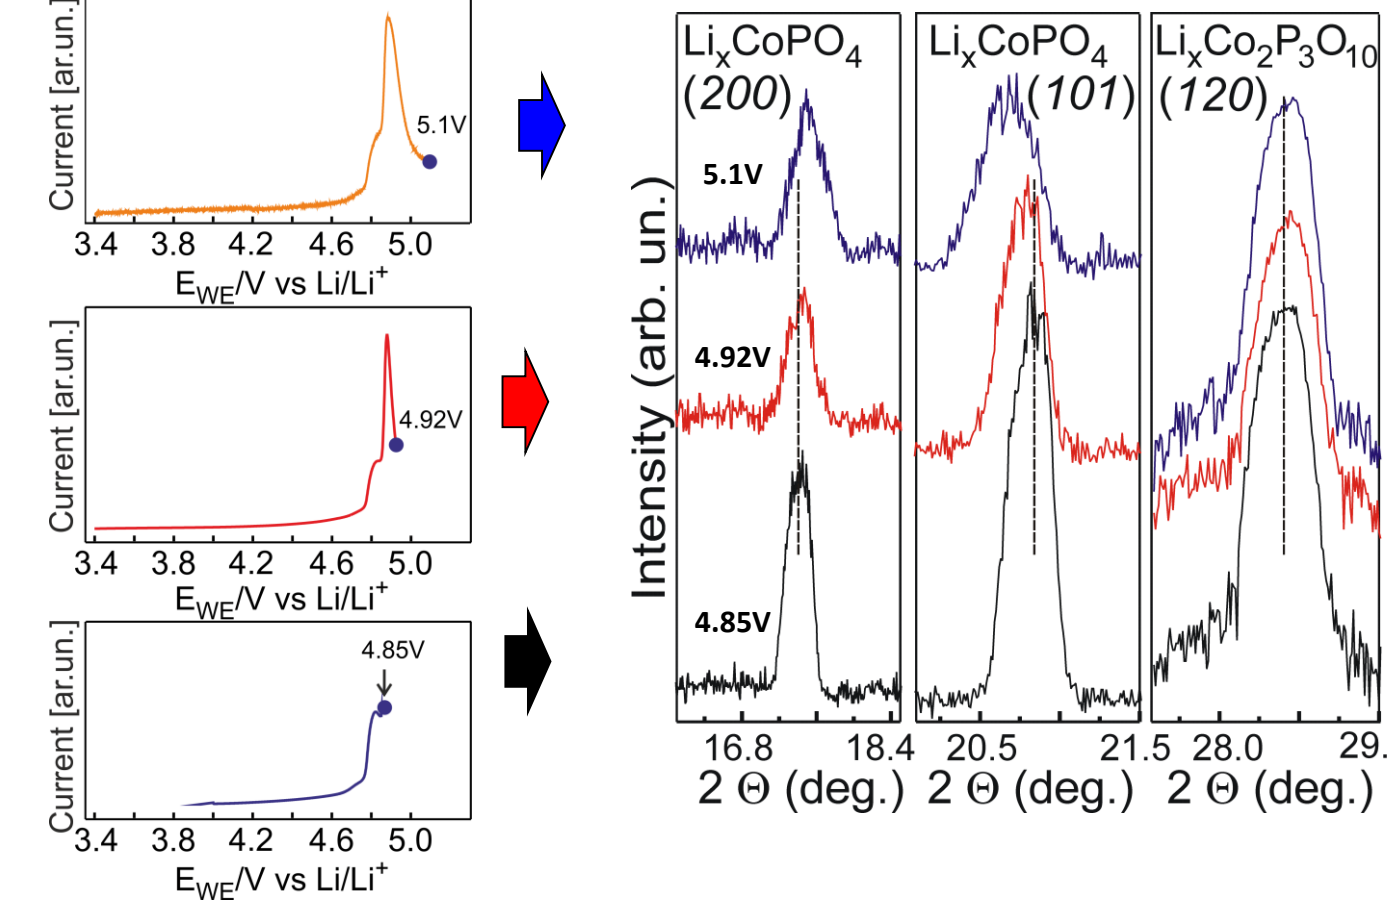 Current [ar.un.]
5.1V
3.4 3.8 4.2 4.6 5.0
E_WE/V vs Li/Li⁺
Current [ar.un.]
4.92V
3.4 3.8 4.2 4.6 5.0
E_WE/V vs Li/Li⁺
Current [ar.un.]
4.85V
3.4 3.8 4.2 4.6 5.0
E_WE/V vs Li/Li⁺
Intensity (arb. un.)
LiₓCoPO₄
(200)
5.1V
4.92V
4.85V
16.8 18.4
2 Θ (deg.)
LiₓCoPO₄
(101)
20.5 21.5
2 Θ (deg.)
LiₓCo₂P₃O₁₀
(120)
28.0 29.
2 Θ (deg.)